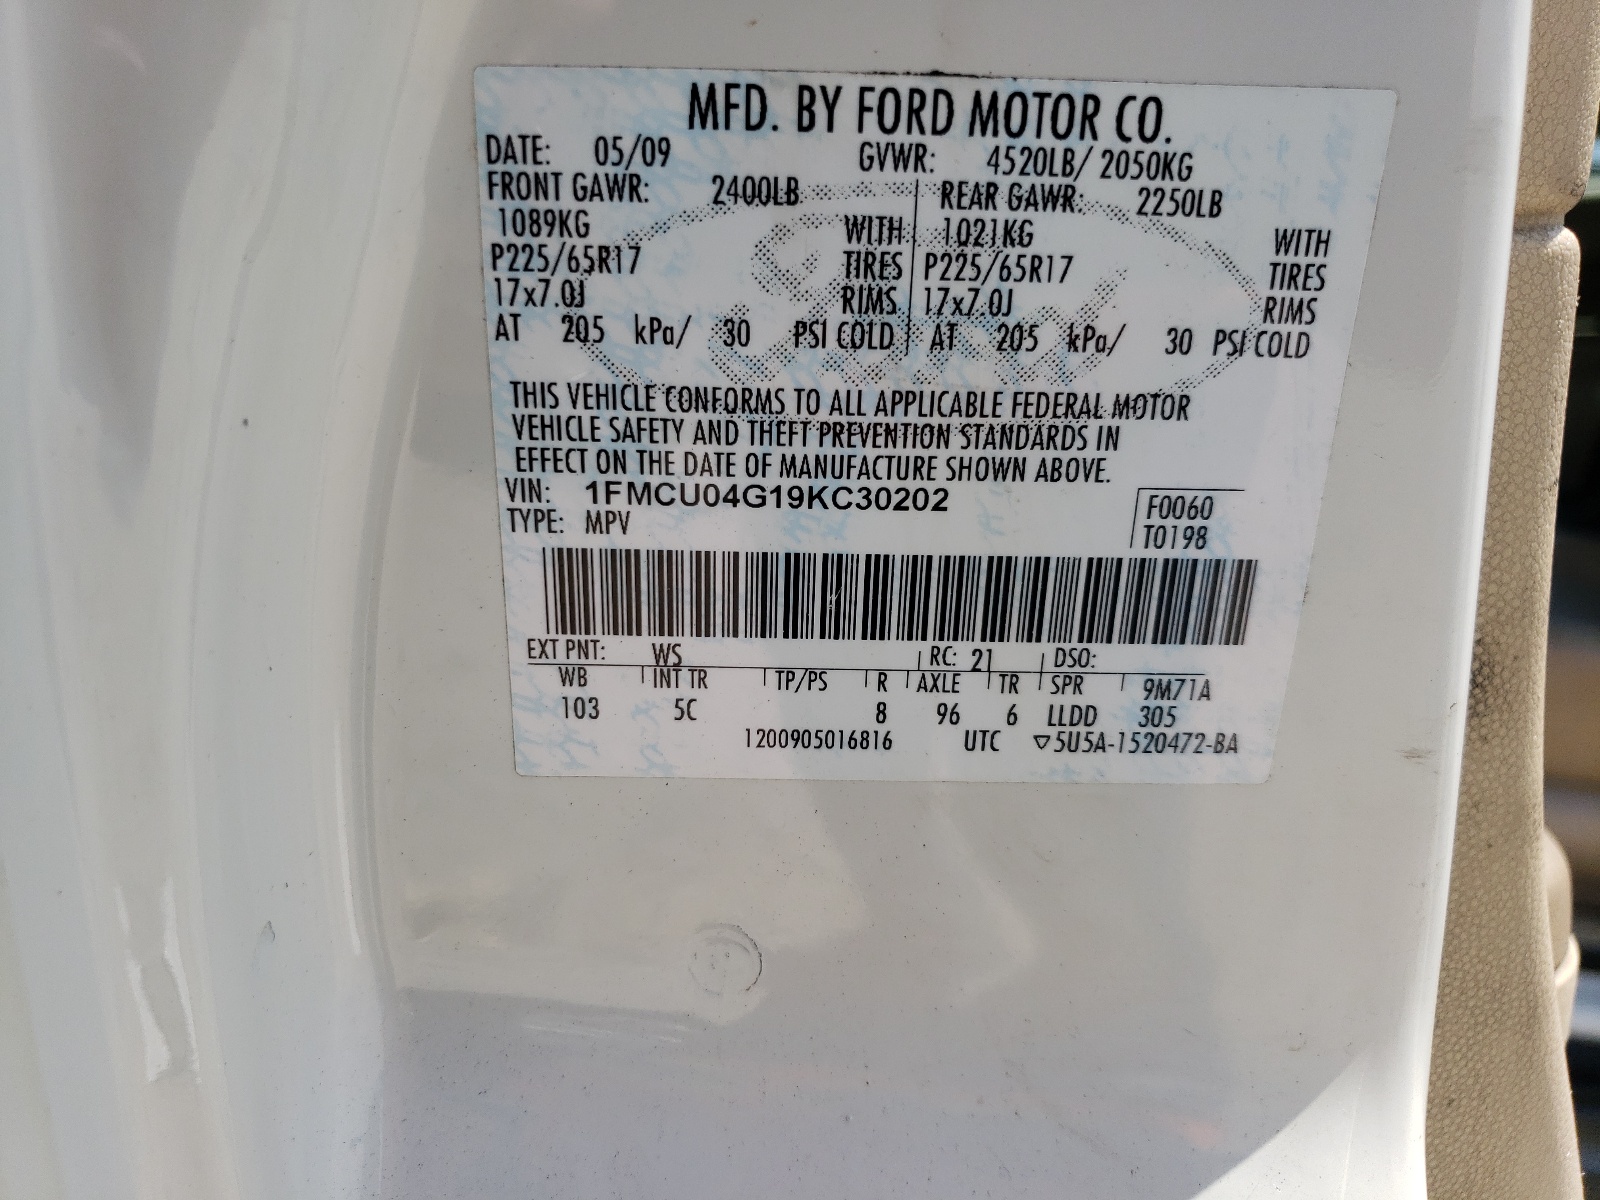 MFD. BY FORD MOTOR CO.
DATE: 05/09 GVWR: 4520LB/ 2050KG
FRONT GAWR: 2400LB REAR GAWR: 2250LB
1089KG WITH 1021KG WITH
P225/65R17 TIRES P225/65R17 TIRES
17x7.0J RIMS 17x7.0J RIMS
AT 205 kPa/ 30 PSI COLD AT 205 kPa/ 30 PSI COLD
THIS VEHICLE CONFORMS TO ALL APPLICABLE FEDERAL MOTOR
VEHICLE SAFETY AND THEFT PREVENTION STANDARDS IN
EFFECT ON THE DATE OF MANUFACTURE SHOWN ABOVE.
VIN: 1FMCU04G19KC30202 F0060
TYPE: MPV T0198
EXT PNT: WS RC: 21 DSO:
WB INT TR TP/PS R AXLE TR SPR 9M71A
103 5C 8 96 6 LLDD 305
1200905016816 UTC ▽5U5A-1520472-BA